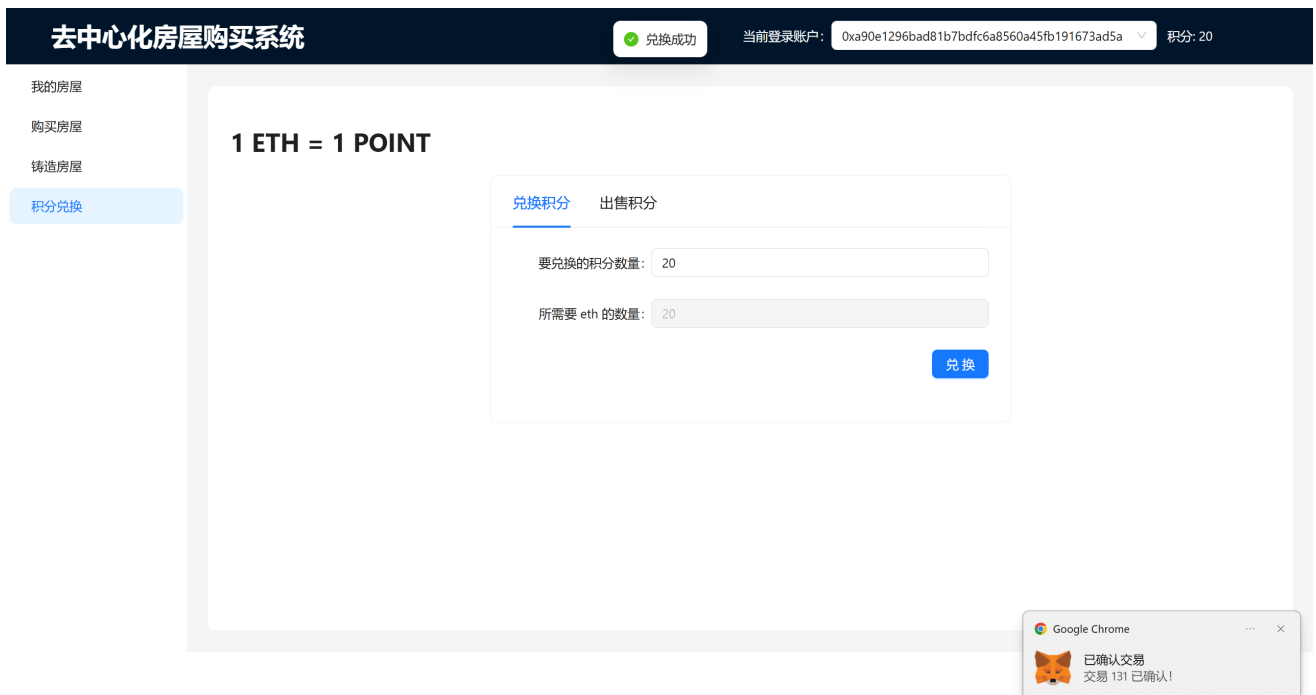 去中心化房屋购买系统
兑换成功
当前登录账户： 0xa90e1296bad81b7bdfc6a8560a45fb191673ad5a 积分: 20
我的房屋
购买房屋
铸造房屋
积分兑换
1 ETH = 1 POINT
兑换积分 出售积分
要兑换的积分数量： 20
所需要 eth 的数量： 20
兑 换
Google Chrome
已确认交易
交易 131 已确认！